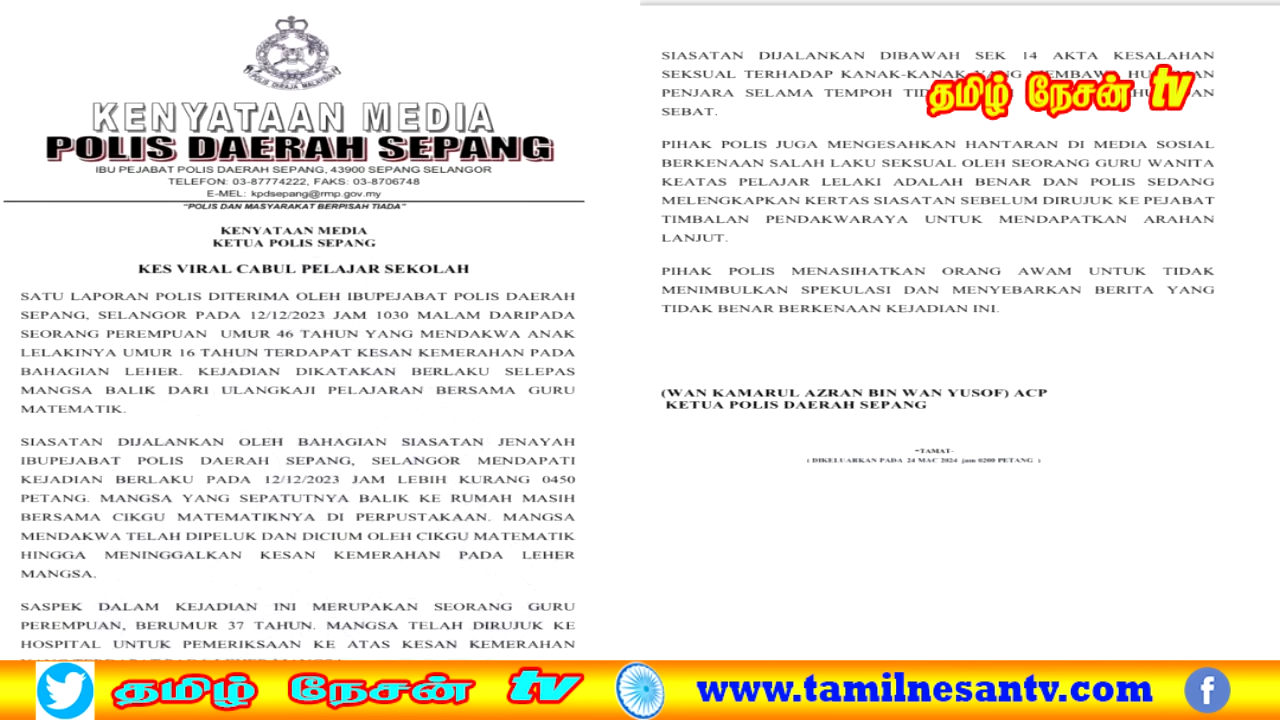 POLIS DIRAJA MALAYSIA
KENYATAAN MEDIA
POLIS DAERAH SEPANG
IBU PEJABAT POLIS DAERAH SEPANG, 43900 SEPANG SELANGOR
TELEFON: 03-87774222, FAKS: 03-8706748
E-MEL: kpdsepang@rmp.gov.my
"POLIS DAN MASYARAKAT BERPISAH TIADA"
KENYATAAN MEDIA
KETUA POLIS SEPANG
KES VIRAL CABUL PELAJAR SEKOLAH
SATU LAPORAN POLIS DITERIMA OLEH IBUPEJABAT POLIS DAERAH
SEPANG, SELANGOR PADA 12/12/2023 JAM 1030 MALAM DARIPADA
SEORANG PEREMPUAN UMUR 46 TAHUN YANG MENDAKWA ANAK
LELAKINYA UMUR 16 TAHUN TERDAPAT KESAN KEMERAHAN PADA
BAHAGIAN LEHER. KEJADIAN DIKATAKAN BERLAKU SELEPAS
MANGSA BALIK DARI ULANGKAJI PELAJARAN BERSAMA GURU
MATEMATIK.
SIASATAN DIJALANKAN OLEH BAHAGIAN SIASATAN JENAYAH
IBUPEJABAT POLIS DAERAH SEPANG, SELANGOR MENDAPATI
KEJADIAN BERLAKU PADA 12/12/2023 JAM LEBIH KURANG 0450
PETANG. MANGSA YANG SEPATUTNYA BALIK KE RUMAH MASIH
BERSAMA CIKGU MATEMATIKNYA DI PERPUSTAKAAN. MANGSA
MENDAKWA TELAH DIPELUK DAN DICIUM OLEH CIKGU MATEMATIK
HINGGA MENINGGALKAN KESAN KEMERAHAN PADA LEHER
MANGSA.
SASPEK DALAM KEJADIAN INI MERUPAKAN SEORANG GURU
PEREMPUAN, BERUMUR 37 TAHUN. MANGSA TELAH DIRUJUK KE
HOSPITAL UNTUK PEMERIKSAAN KE ATAS KESAN KEMERAHAN
SIASATAN DIJALANKAN DIBAWAH SEK 14 AKTA KESALAHAN
SEKSUAL TERHADAP KANAK-KANAK YANG
PENJARA SELAMA TEMPOH
SEBAT.
தமிழ் நேசன் tv
PIHAK POLIS JUGA MENGESAHKAN HANTARAN DI MEDIA SOSIAL
BERKENAAN SALAH LAKU SEKSUAL OLEH SEORANG GURU WANITA
KEATAS PELAJAR LELAKI ADALAH BENAR DAN POLIS SEDANG
MELENGKAPKAN KERTAS SIASATAN SEBELUM DIRUJUK KE PEJABAT
TIMBALAN PENDAKWARAYA UNTUK MENDAPATKAN ARAHAN
LANJUT.
PIHAK POLIS MENASIHATKAN ORANG AWAM UNTUK TIDAK
MENIMBULKAN SPEKULASI DAN MENYEBARKAN BERITA YANG
TIDAK BENAR BERKENAAN KEJADIAN INI.
(WAN KAMARUL AZRAN BIN WAN YUSOF) ACP
KETUA POLIS DAERAH SEPANG
"TAMAT-
( DIKELUARKAN PADA 24 MAC 2024 jam 0200 PETANG )
தமிழ் நேசன் tv
www.tamilnesantv.com